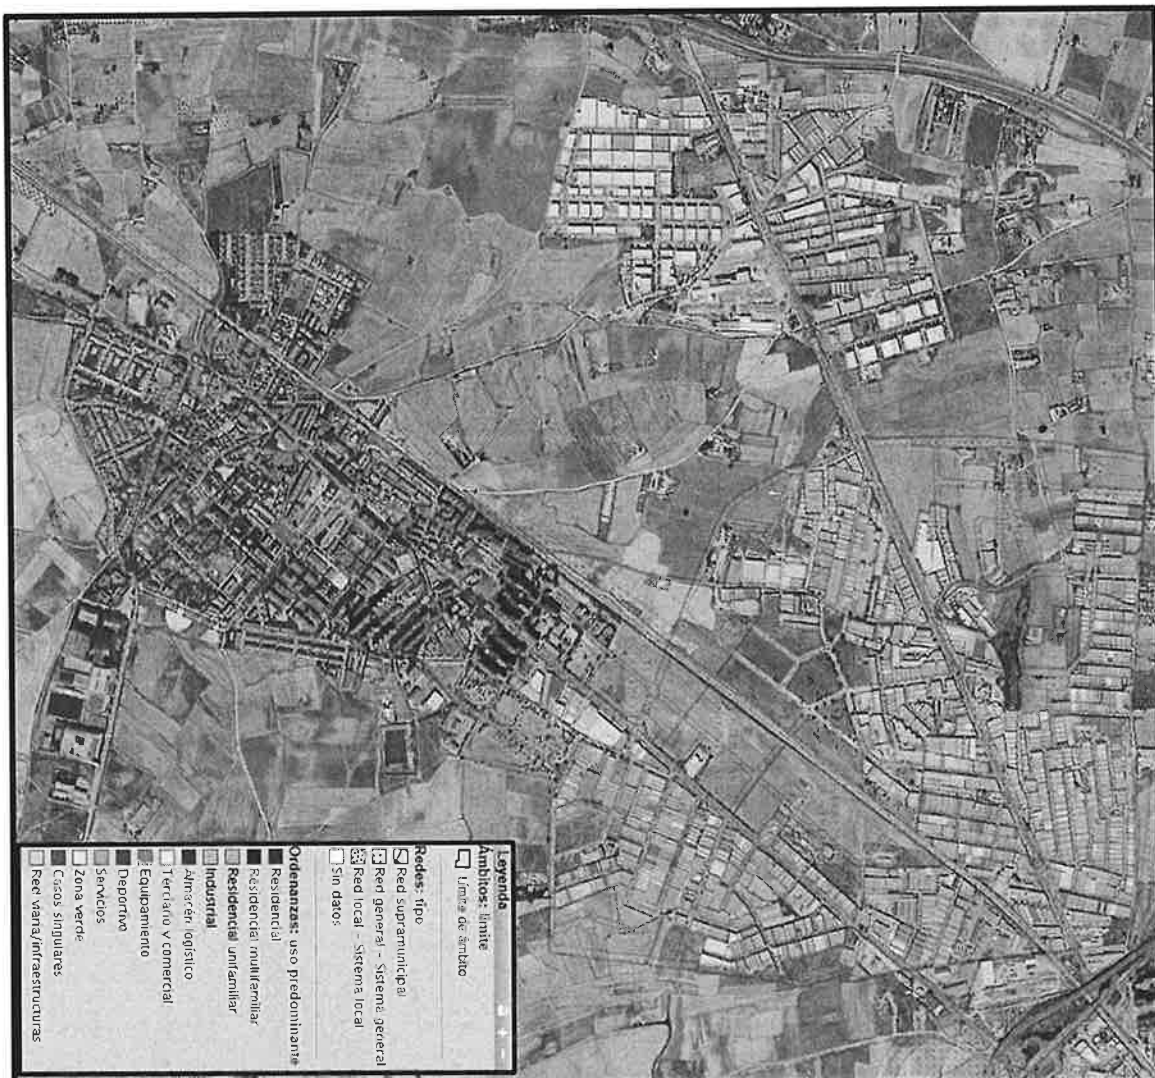 Leyenda
Ámbitos: límite
Límite de ámbito
Redes: tipo
Red supramunicipal
Red general - Sistema general
Red local - Sistema local
Sin datos
Ordenanzas: uso predominante
Residencial
Residencial multifamiliar
Residencial unifamiliar
Industrial
Almacén logístico
Terciario y comercial
Equipamiento
Deportivo
Servicios
Zona verde
Casos singulares
Red viaria/infraestructuras